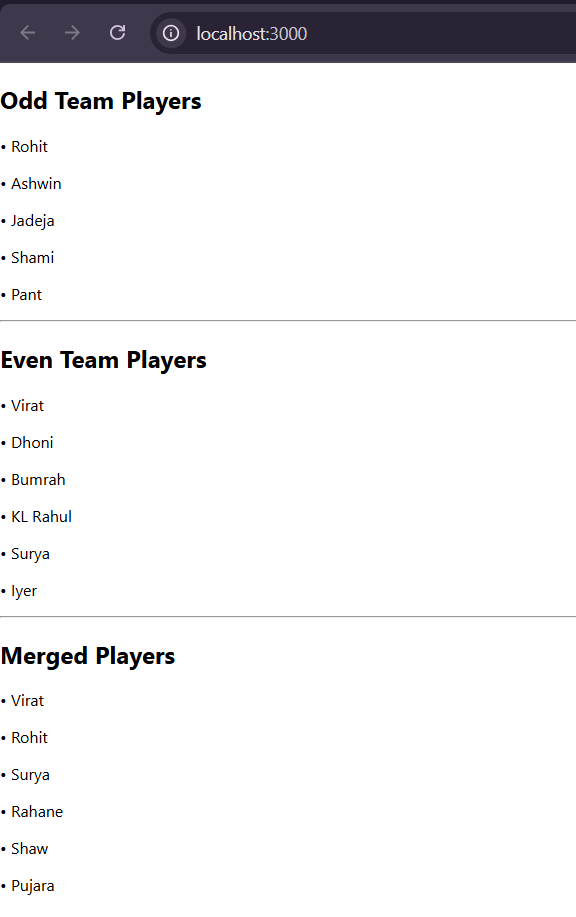 localhost:3000
Odd Team Players
• Rohit
• Ashwin
• Jadeja
• Shami
• Pant
Even Team Players
• Virat
• Dhoni
• Bumrah
• KL Rahul
• Surya
• Iyer
Merged Players
• Virat
• Rohit
• Surya
• Rahane
• Shaw
• Pujara